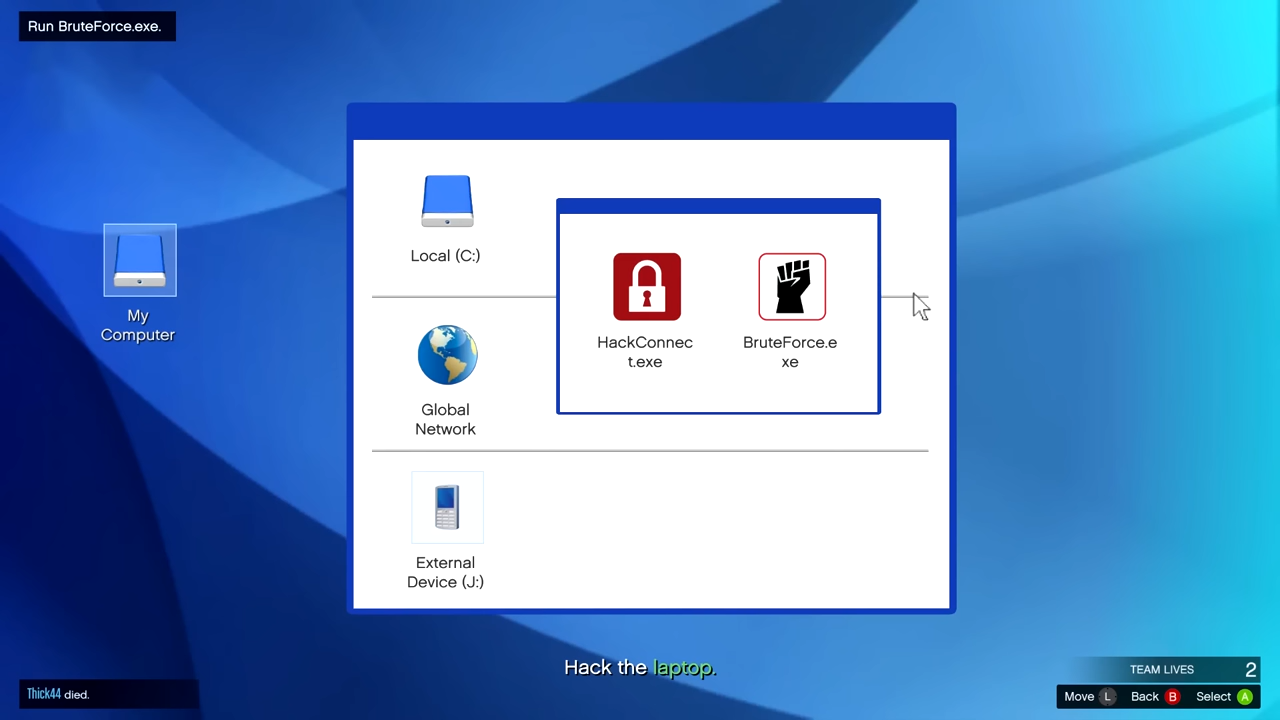 Run BruteForce.exe.
Local (C:)
HackConnec
t.exe
BruteForce.e
xe
My
Computer
Global
Network
External
Device (J:)
Hack the laptop.
Thick44 died.
TEAM LIVES 2
Move L Back B Select A